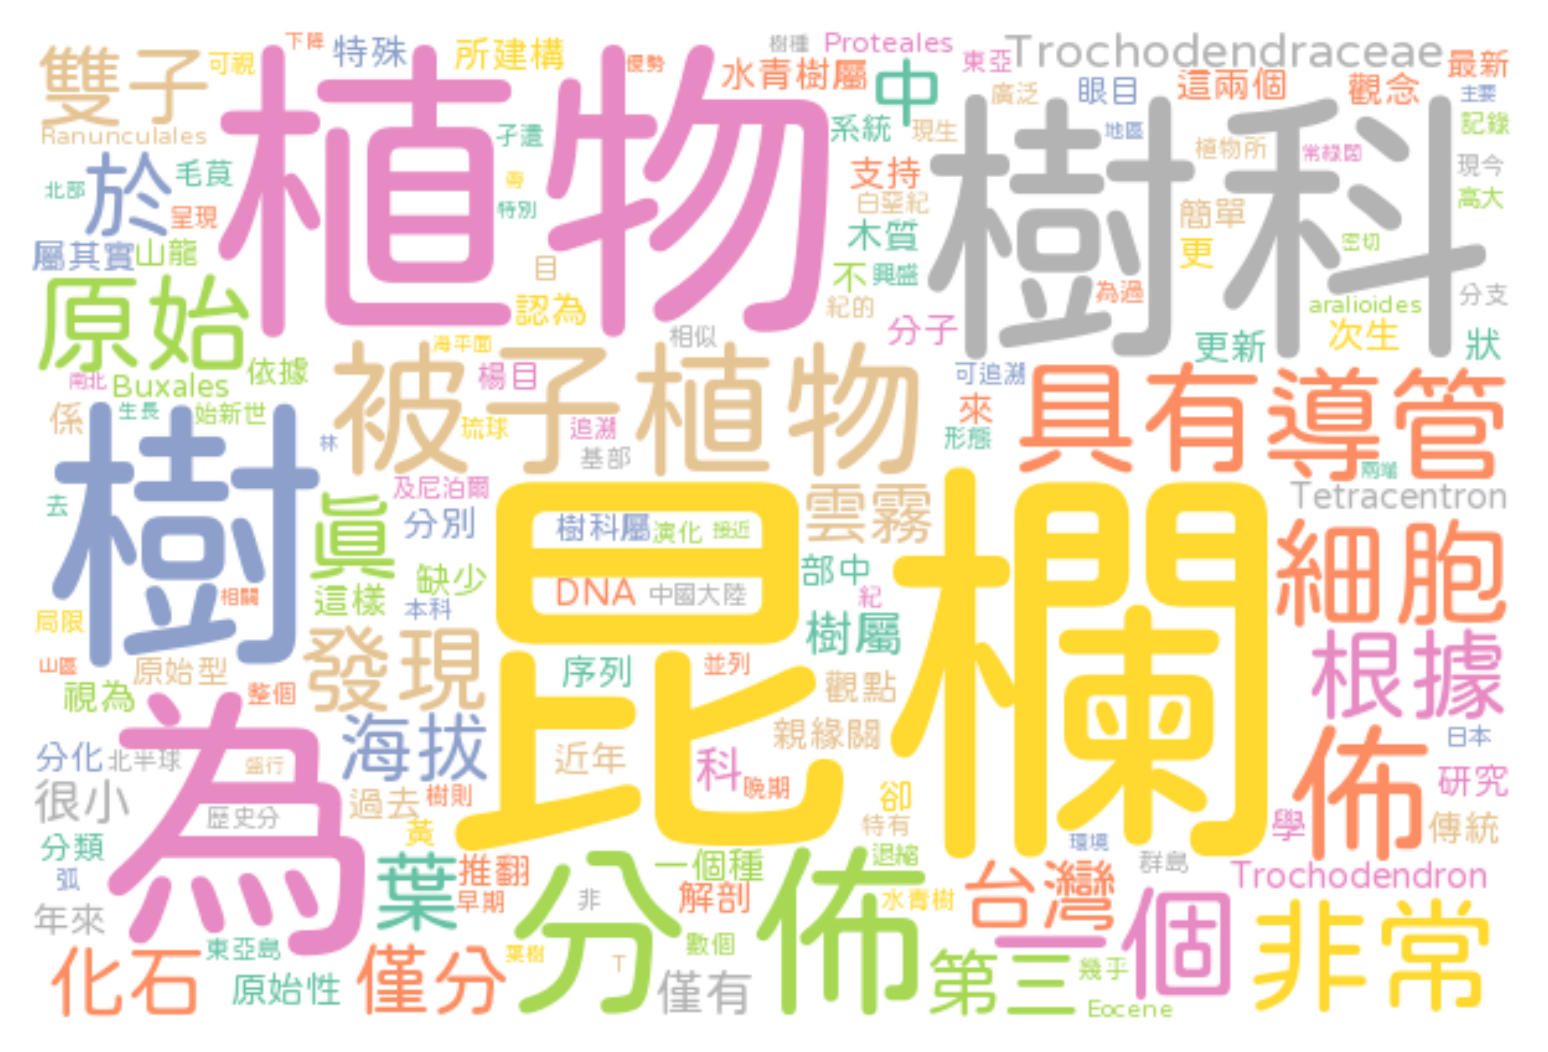 下降
特殊
所建構
優勢
樹種
Proteales
Trochodendraceae
雙子
可視
植物
水青樹屬
中
東亞
最新
廣泛
眼目
這兩個
觀念
主要
Ranunculales
孑遺
系統
現生
樹科
地區
記錄
北部
於
毛茛
支持
植物所
常綠闊
現今
呈現
帶
特別
白堊紀
簡單
高大
屬其實
山龍
目
木質
更
密切
原始
認為
不
興盛
為過
aralioides
分支
紀的
分子
次生
海平面
相似
更新
狀
南北
Buxales
依據
被子植物
楊目
可追溯
具有
導管
係
生長
始新世
林
琉球
追溯
來
形態
基部
兩端
樹
去
及尼泊爾
昆欄
雲霧
Tetracentron
真
分別
樹科屬
演化
接近
細胞
這樣
缺少
DNA
中國大陸
部中
相關
本科
紀
局限
樹屬
山區
原始型
發現
序列
並列
根據
視為
整個
觀點
為
海拔
親緣關
佈
日本
分化
北半球
盛行
近年
科
晚期
研究
很小
過去
樹則
卻
歷史分
特有
學
傳統
分類
黃
環境
弧
葉
推翻
分佈
一個種
退縮
群島
Trochodendron
早期
非
解剖
水青樹
台灣
個
非常
年來
東亞島
數個
化石
原始性
僅分
葉樹
T
僅有
第三
一
幾乎
Eocene